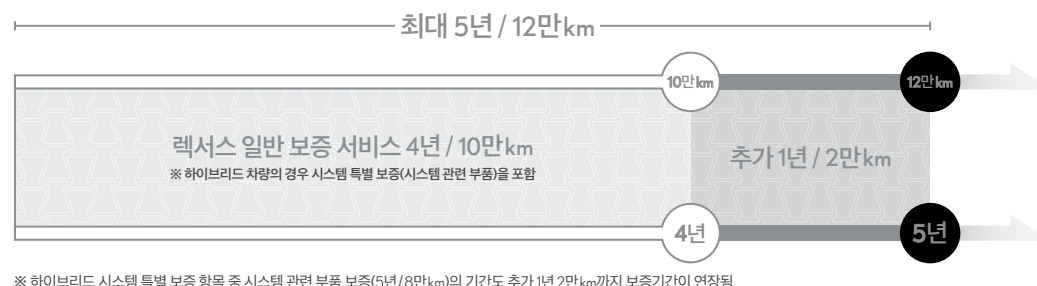 최대 5년 / 12만km
10만km
12만km
렉서스 일반 보증 서비스 4년 / 10만km
※ 하이브리드 차량의 경우 시스템 특별 보증(시스템 관련 부품)을 포함
추가 1년 / 2만km
4년
5년
※ 하이브리드 시스템 특별 보증 항목 중 시스템 관련 부품 보증(5년/8만km)의 기간도 추가 1년 2만km까지 보증기간이 연장됨.